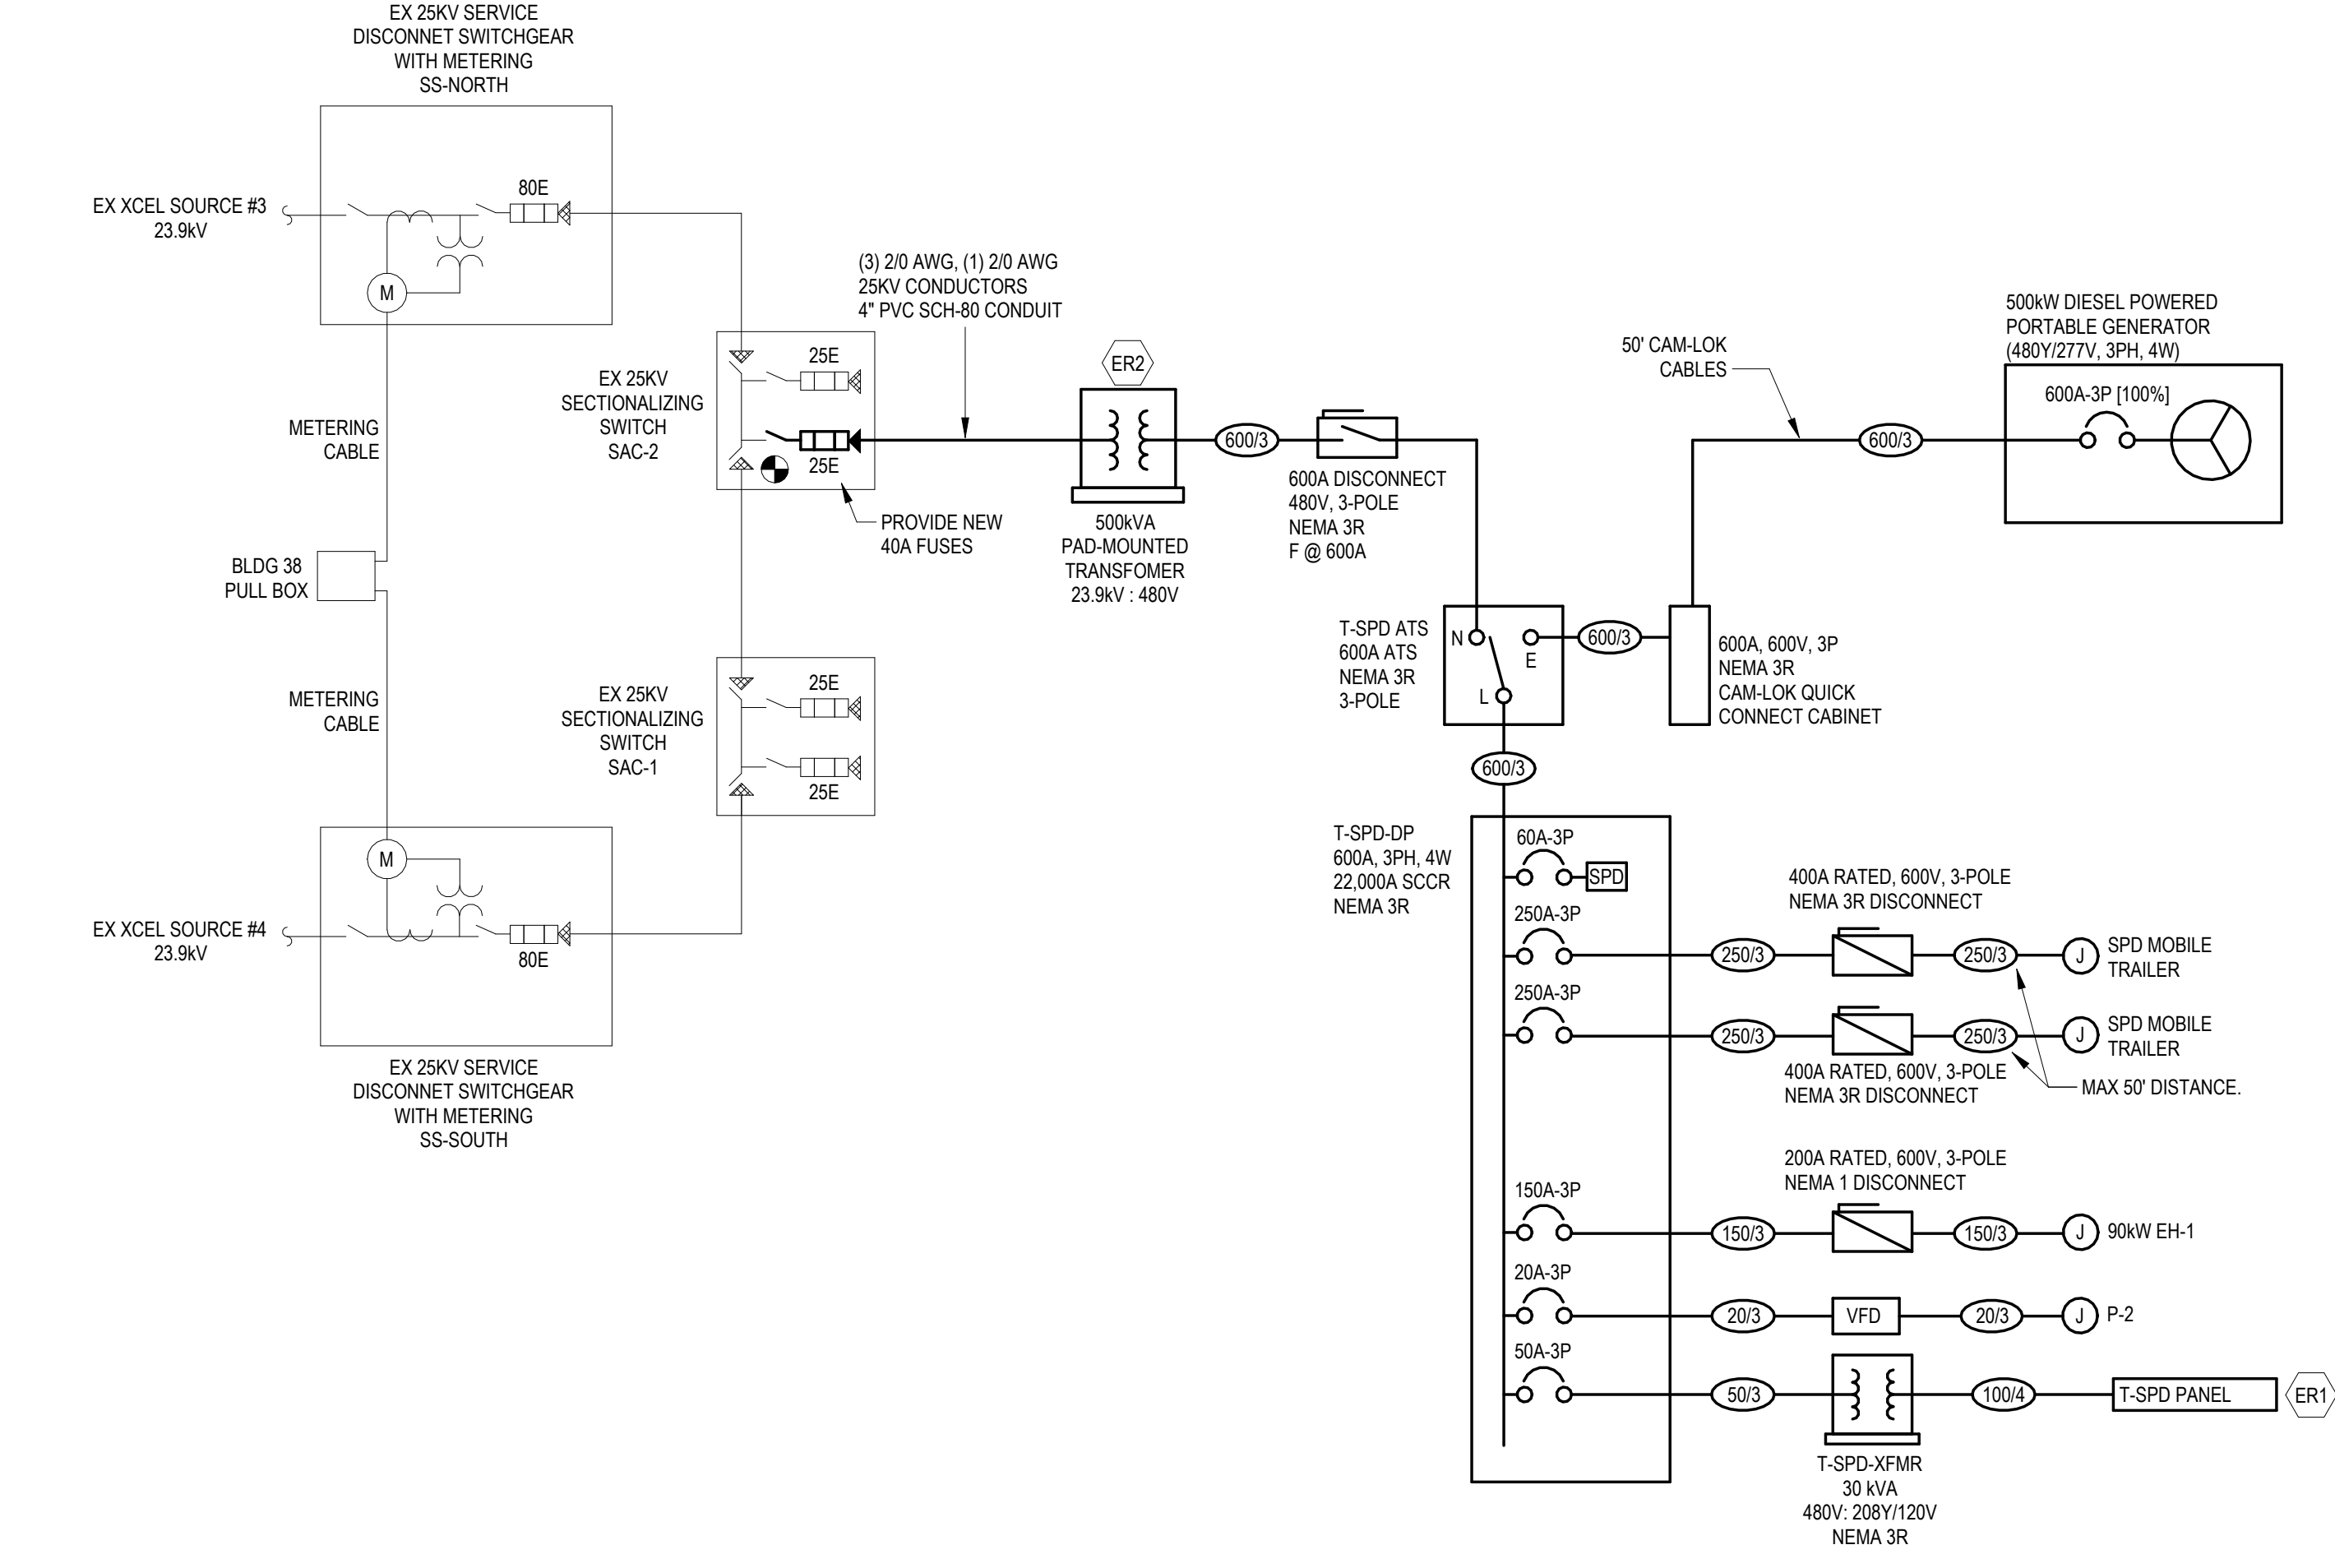 EX 25KV SERVICE
DISCONNET SWITCHGEAR
WITH METERING
SS-NORTH
80E
EX XCEL SOURCE #3
23.9kV
M
METERING
CABLE
BLDG 38
PULL BOX
METERING
CABLE
M
EX XCEL SOURCE #4
23.9kV
80E
EX 25KV SERVICE
DISCONNET SWITCHGEAR
WITH METERING
SS-SOUTH
EX 25KV
SECTIONALIZING
SWITCH
SAC-2
25E
25E
PROVIDE NEW
40A FUSES
EX 25KV
SECTIONALIZING
SWITCH
SAC-1
25E
25E
(3) 2/0 AWG, (1) 2/0 AWG
25KV CONDUCTORS
4" PVC SCH-80 CONDUIT
ER2
500kVA
PAD-MOUNTED
TRANSFOMER
23.9kV : 480V
600/3
600A DISCONNECT
480V, 3-POLE
NEMA 3R
F @ 600A
T-SPD ATS
600A ATS
NEMA 3R
3-POLE
N
E
L
600/3
600A, 600V, 3P
NEMA 3R
CAM-LOK QUICK
CONNECT CABINET
50' CAM-LOK
CABLES
600/3
500kW DIESEL POWERED
PORTABLE GENERATOR
(480Y/277V, 3PH, 4W)
600A-3P [100%]
600/3
T-SPD-DP
600A, 3PH, 4W
22,000A SCCR
NEMA 3R
60A-3P
SPD
250A-3P
250/3
400A RATED, 600V, 3-POLE
NEMA 3R DISCONNECT
250/3
J
SPD MOBILE
TRAILER
250A-3P
250/3
400A RATED, 600V, 3-POLE
NEMA 3R DISCONNECT
250/3
J
SPD MOBILE
TRAILER
MAX 50' DISTANCE.
150A-3P
150/3
200A RATED, 600V, 3-POLE
NEMA 1 DISCONNECT
150/3
J
90kW EH-1
20A-3P
20/3
VFD
20/3
J
P-2
50A-3P
50/3
T-SPD-XFMR
30 kVA
480V: 208Y/120V
NEMA 3R
100/4
T-SPD PANEL
ER1